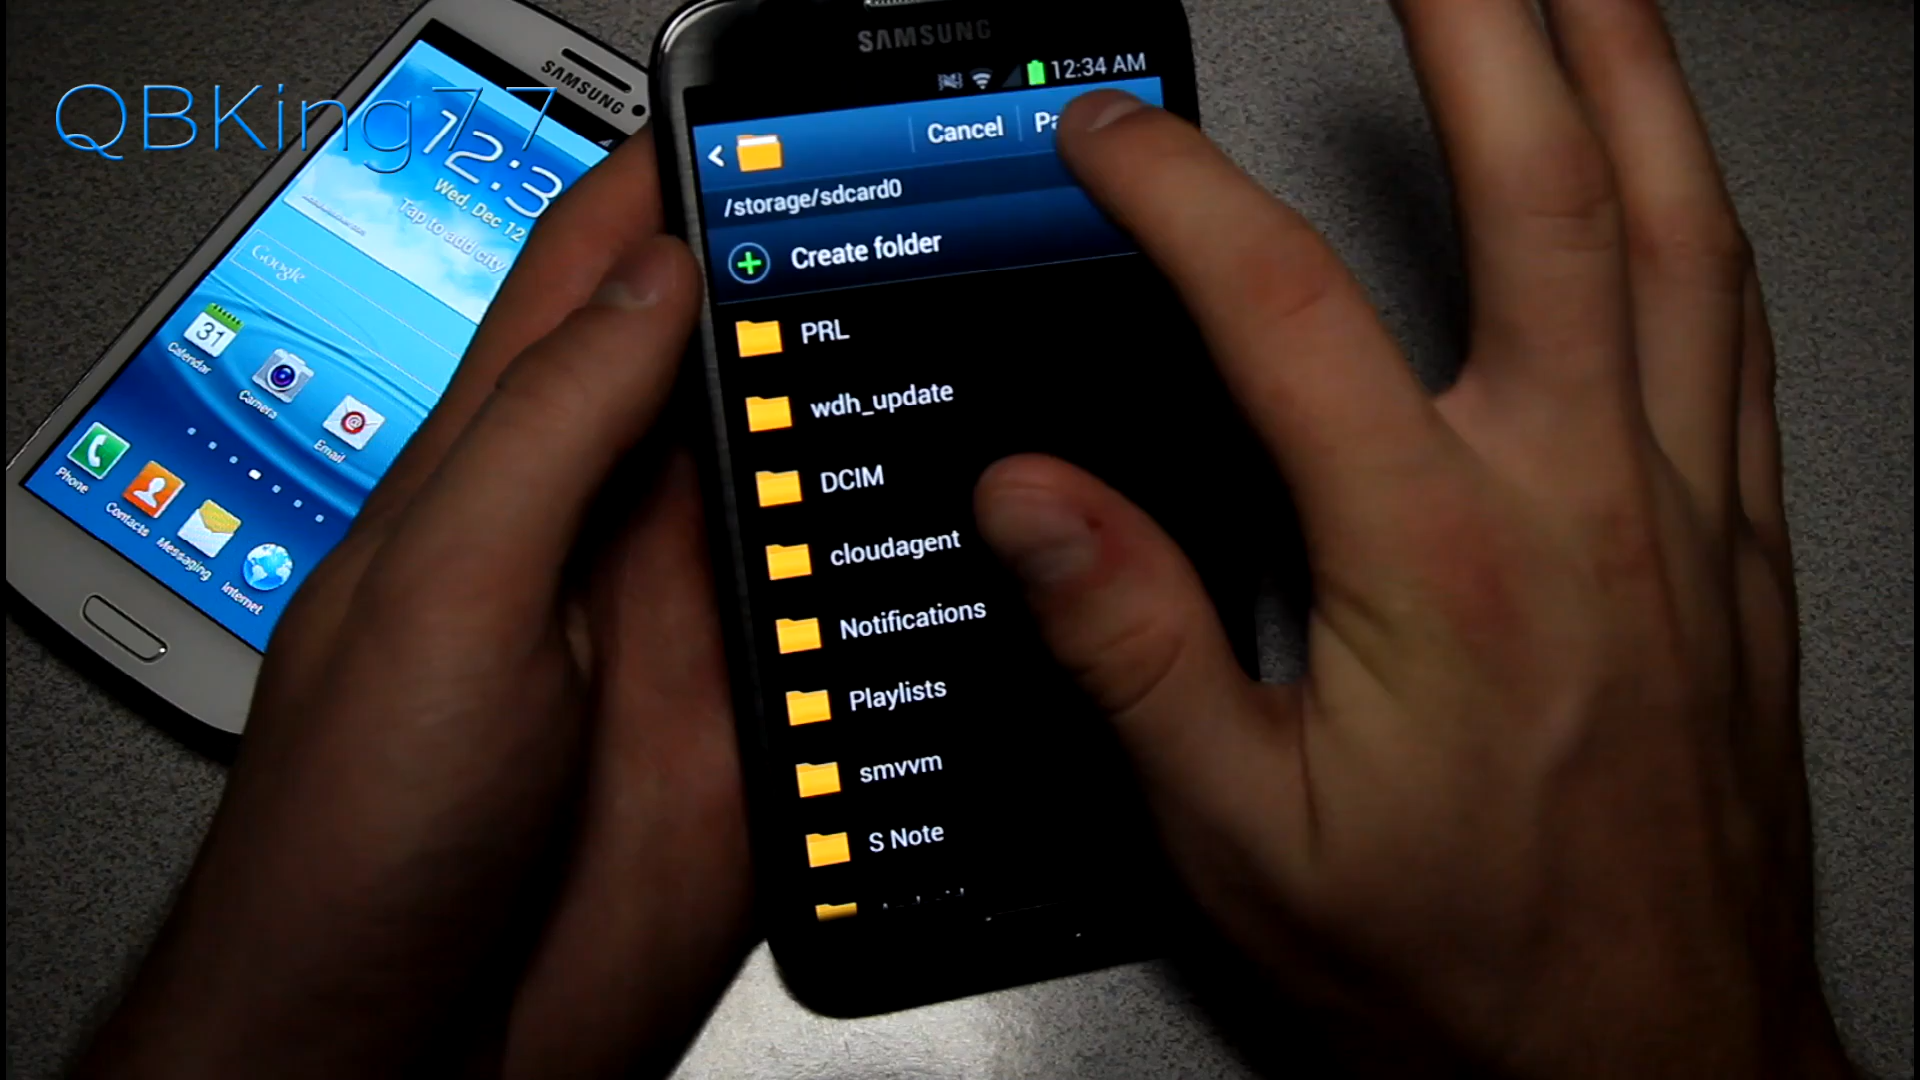 QBKing77
SAMSUNG
12:3
Wed, Dec 12
Tap to add city
Google
31
Calendar
Camera
Email
Phone
Contacts
Messaging
Internet
SAMSUNG
12:34 AM
Cancel
/storage/sdcard0
Create folder
PRL
wdh_update
DCIM
cloudagent
Notifications
Playlists
smvvm
S Note